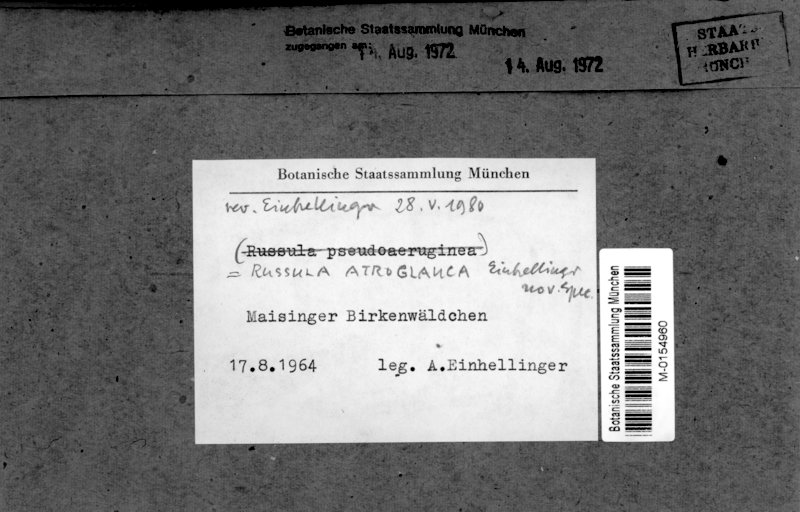 Botanische Staatssammlung München
zugegangen am: 14. Aug. 1972
14. Aug. 1972
STAATS
HERBARIUM
MÜNCH
Botanische Staatssammlung München
rev. Einhellinger 28.V.1980
(Russula pseudoaeruginea)
= RUSSULA ATROGLAUCA Einhellinger
nov. Spec.
Maisinger Birkenwäldchen
17.8.1964 leg. A.Einhellinger
Botanische Staatssammlung München
M-0154960